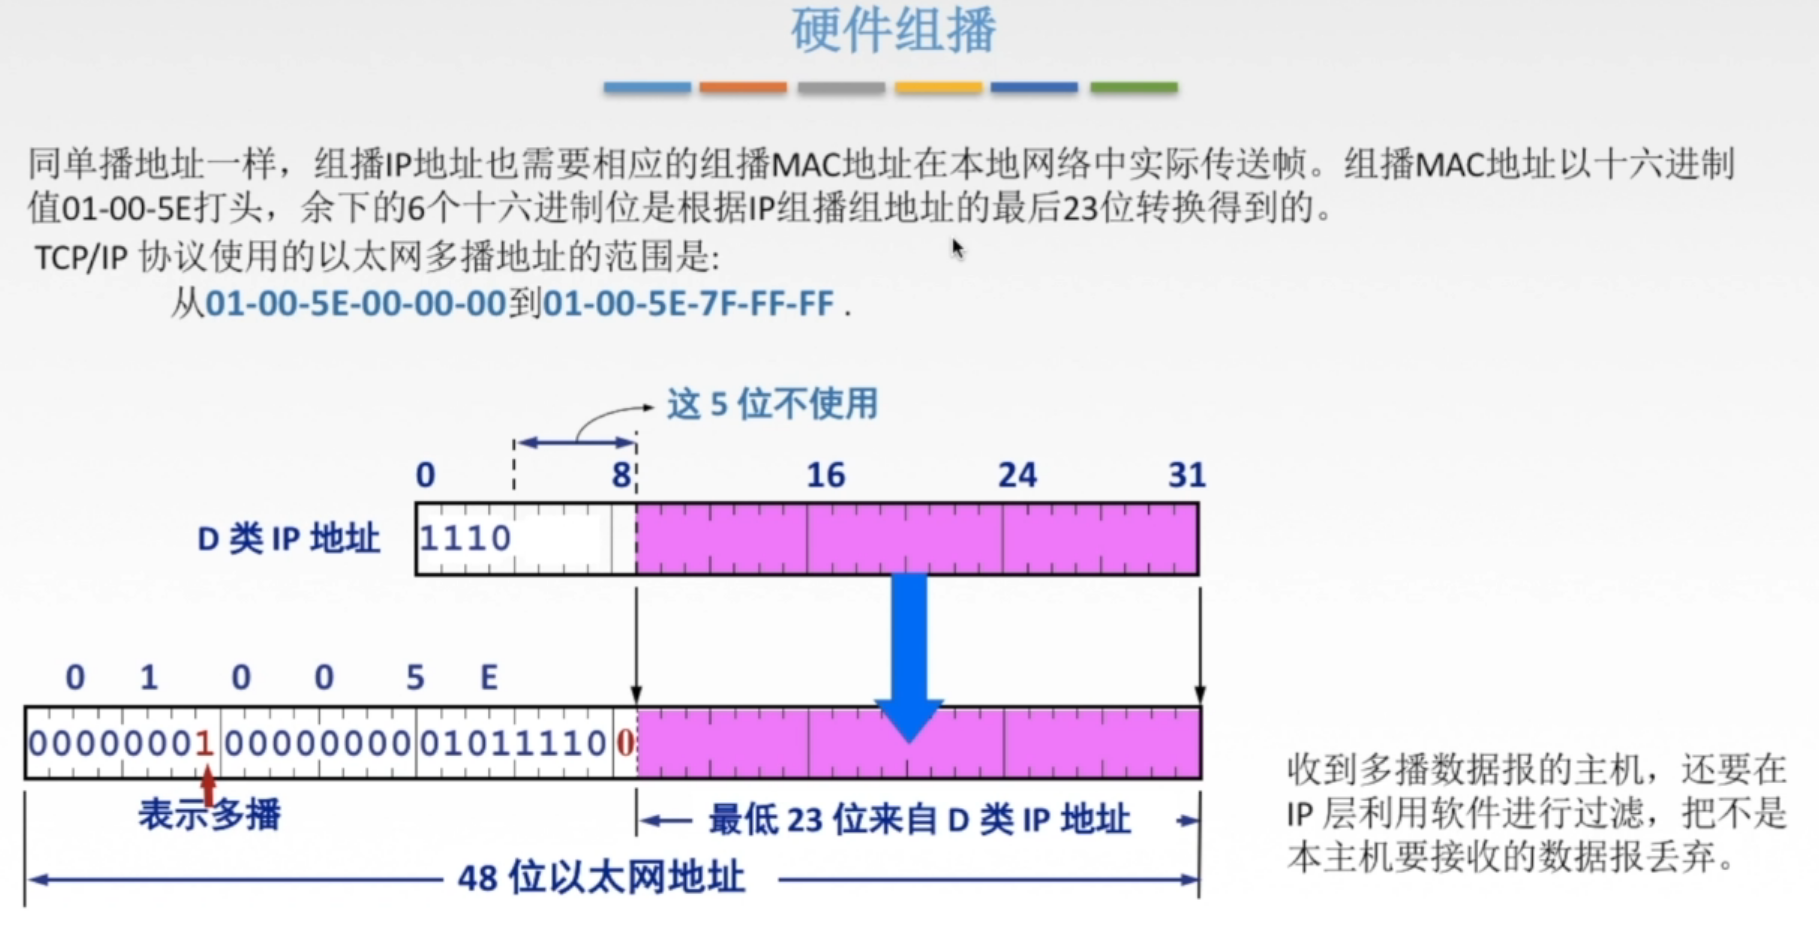 硬件组播
同单播地址一样，组播IP地址也需要相应的组播MAC地址在本地网络中实际传送帧。组播MAC地址以十六进制
值01-00-5E打头，余下的6个十六进制位是根据IP组播组地址的最后23位转换得到的。
TCP/IP 协议使用的以太网多播地址的范围是:
从01-00-5E-00-00-00到01-00-5E-7F-FF-FF .
这 5 位不使用
0 8 16 24 31
D 类 IP 地址 1110
0 1 0 0 5 E
00000001 00000000 01011110 0
表示多播
最低 23 位来自 D 类 IP 地址
48 位以太网地址
收到多播数据报的主机，还要在
IP 层利用软件进行过滤，把不是
本主机要接收的数据报丢弃。